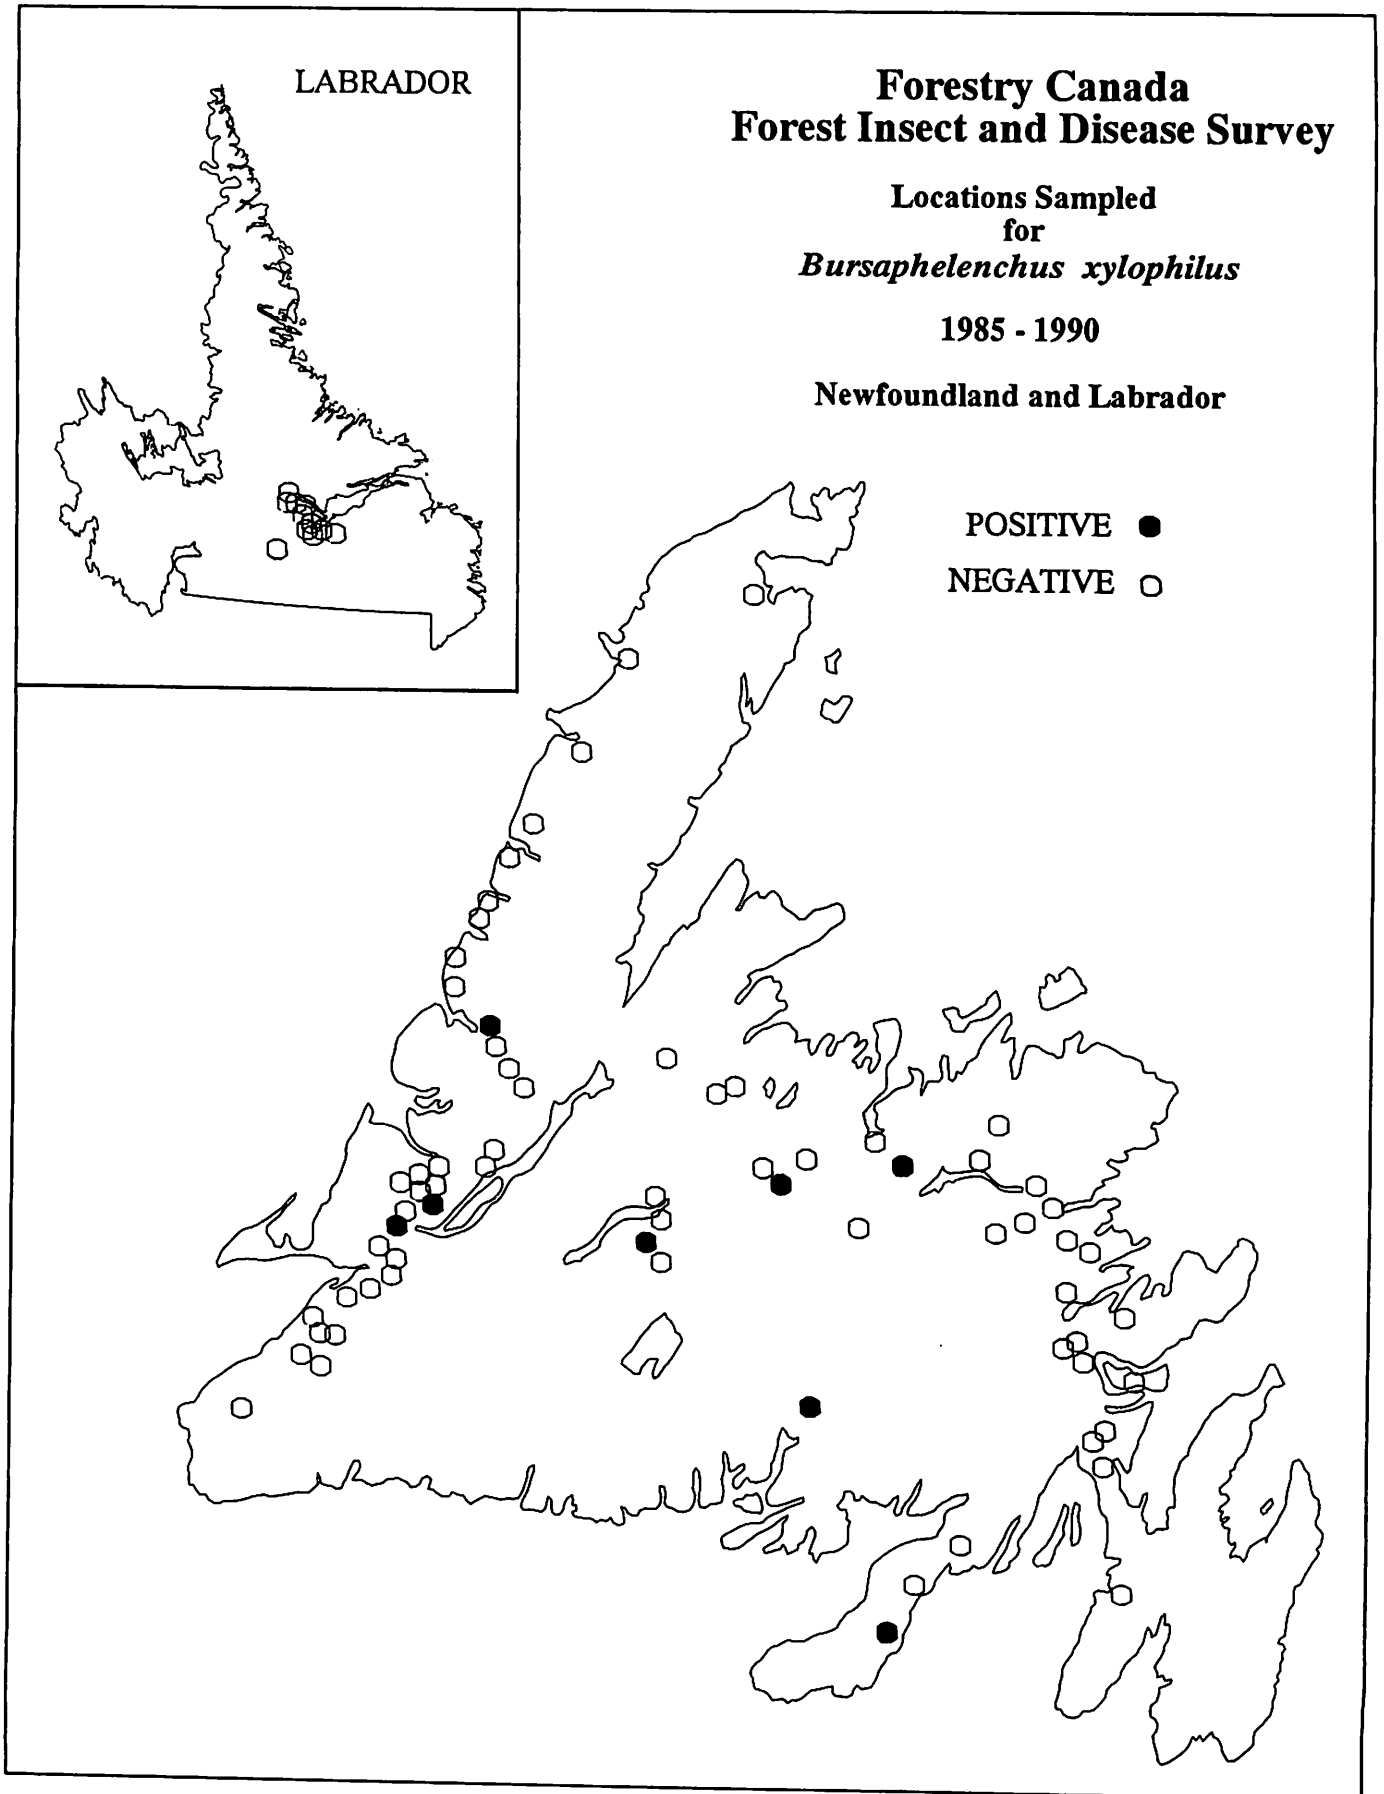 LABRADOR
Forestry Canada
Forest Insect and Disease Survey
Locations Sampled
for
Bursaphelenchus xylophilus
1985 - 1990
Newfoundland and Labrador
POSITIVE
NEGATIVE